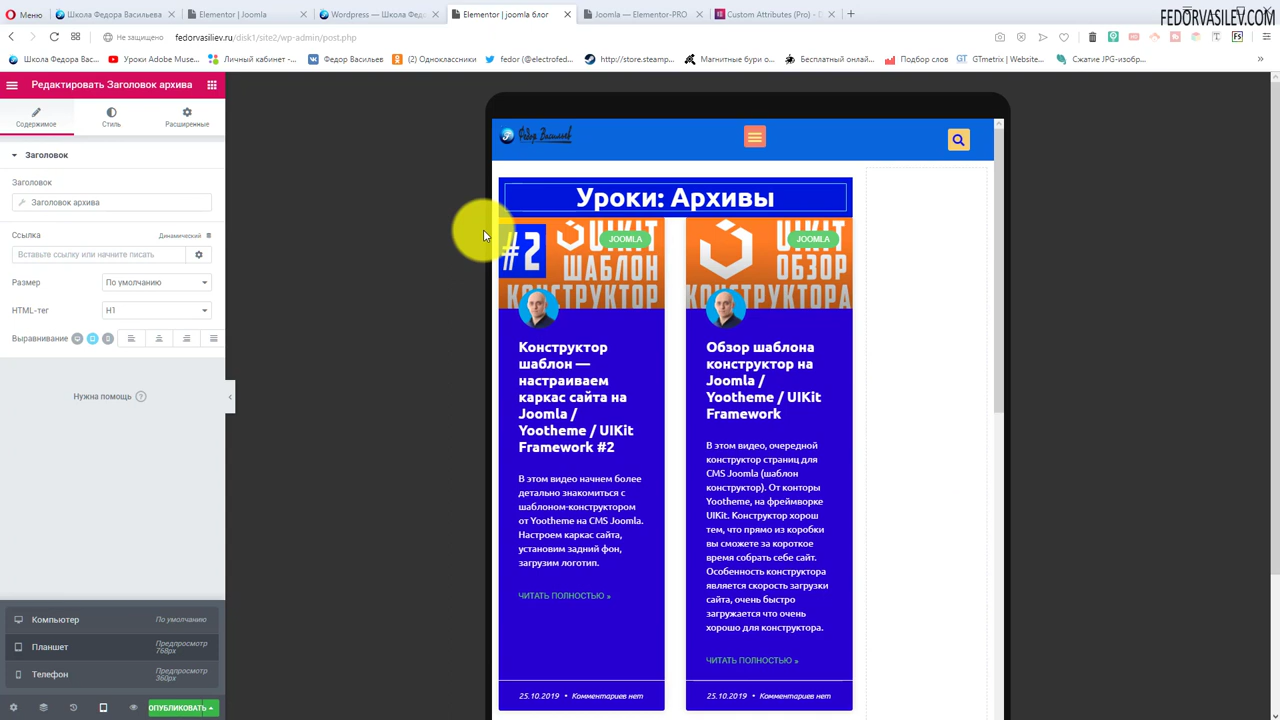 FEDORVASILEV.COM
Школа Федора Васильева
Elementor | Joomla
Wordpress — Школа Федо
Elementor | joomla блог
Joomla — Elementor-PRO
Custom Attributes (Pro) - D
Не защищено
fedorvasiliev.ru/disk1/site2/wp-admin/post.php
Школа Федора Вас...
Уроки Adobe Muse...
Личный кабинет -...
Федор Васильев
(2) Одноклассники
fedor (@electrofed...
http://store.steamp...
Магнитные бури о...
Бесплатный онлай...
Подбор слов
GTmetrix | Website...
Сжатие JPG-изобр...
Редактировать Заголовок архива
Содержимое
Стиль
Расширенные
Заголовок
Заголовок
Заголовок архива
Ссылка
Динамический
Вставьте ссылку или начните писать
Размер
По умолчанию
HTML-тег
H1
Выравнивание
Нужна помощь
Компьютер
По умолчанию
Планшет
Предпросмотр
768px
Телефон
Предпросмотр
360px
ОПУБЛИКОВАТЬ
Федор Васильев
Уроки: Архивы
#2
UIKIT
ШАБЛОН
КОНСТРУКТОР
JOOMLA
Конструктор
шаблон —
настраиваем
каркас сайта на
Joomla /
Yootheme / UIKit
Framework #2
В этом видео начнем более
детально знакомиться с
шаблоном-конструктором
от Yootheme на CMS Joomla.
Настроем каркас сайта,
установим задний фон,
загрузим логотип.
ЧИТАТЬ ПОЛНОСТЬЮ »
25.10.2019 • Комментариев нет
UIKIT
ОБЗОР
КОНСТРУКТОРА
JOOMLA
Обзор шаблона
конструктор на
Joomla /
Yootheme / UIKit
Framework
В этом видео, очередной
конструктор страниц для
CMS Joomla (шаблон
конструктор). От конторы
Yootheme, на фреймворке
UIKit. Конструктор хорош
тем, что прямо из коробки
вы сможете за короткое
время собрать себе сайт.
Особенность конструктора
является скорость загрузки
сайта, очень быстро
загружается что очень
хорошо для конструктора.
ЧИТАТЬ ПОЛНОСТЬЮ »
25.10.2019 • Комментариев нет